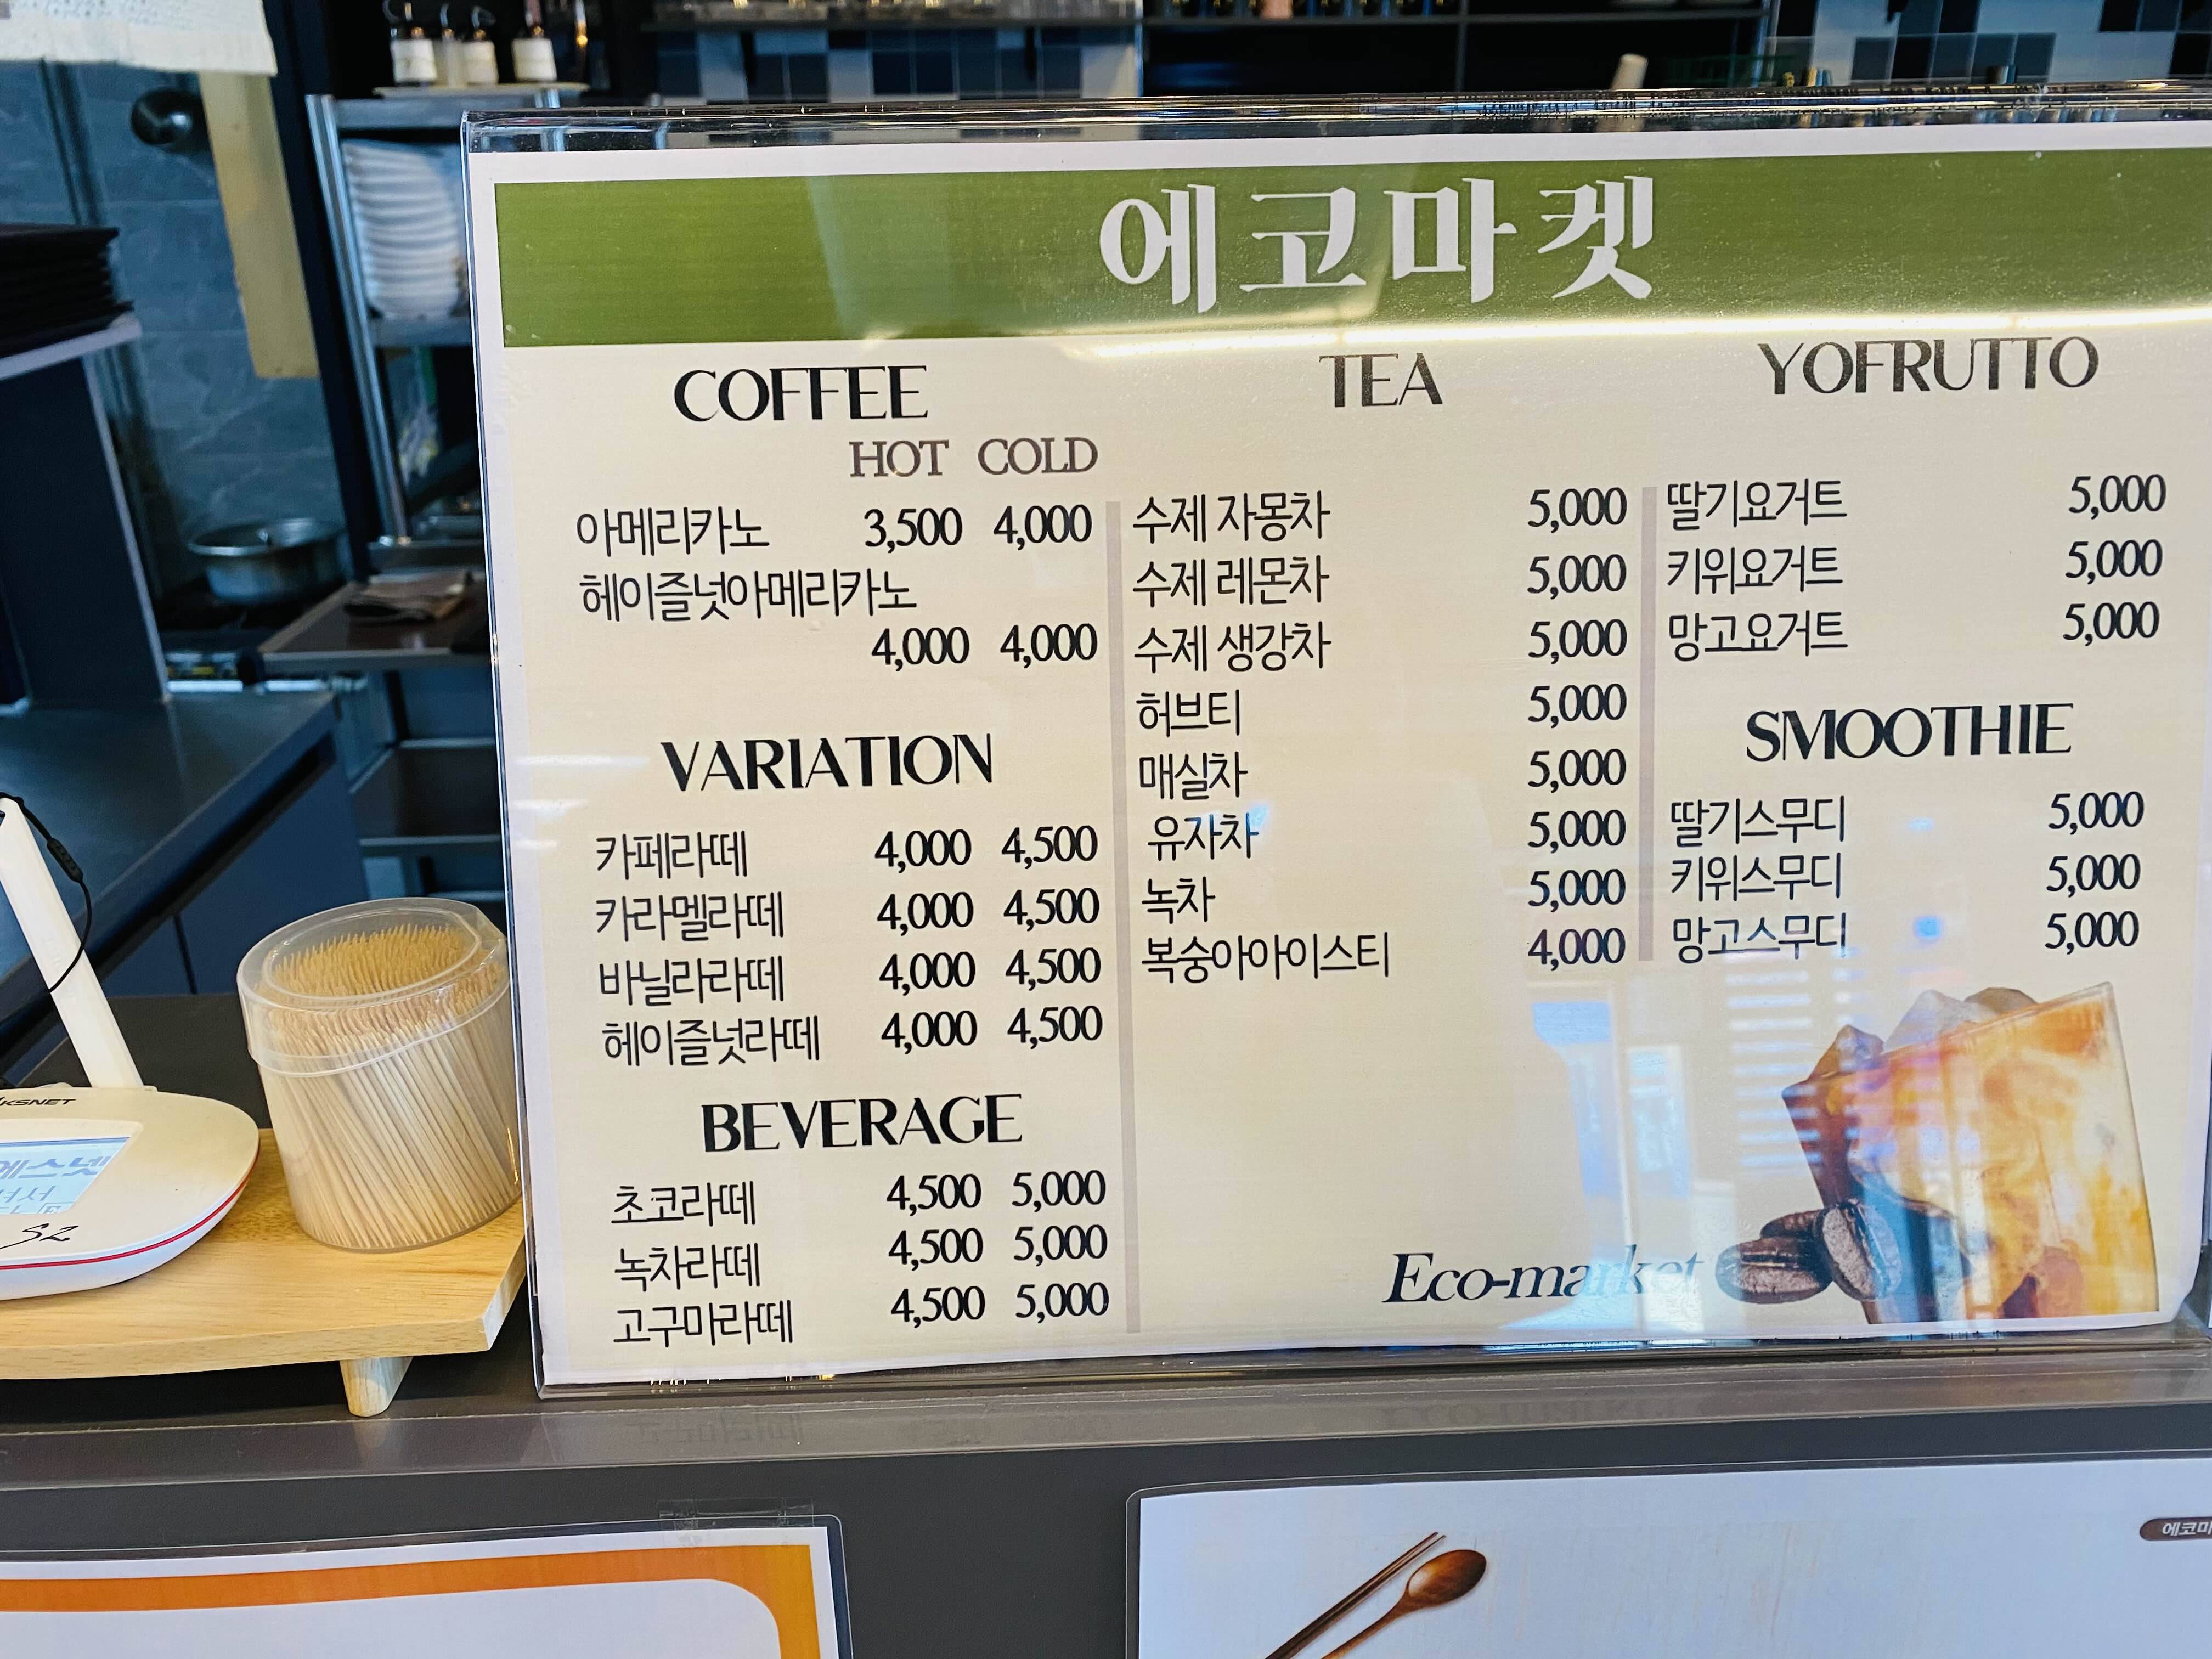 에코마켓
COFFEE
HOT COLD
아메리카노 3,500 4,000
헤이즐넛아메리카노
4,000 4,000
VARIATION
카페라떼 4,000 4,500
카라멜라떼 4,000 4,500
바닐라라떼 4,000 4,500
헤이즐넛라떼 4,000 4,500
BEVERAGE
초코라떼 4,500 5,000
녹차라떼 4,500 5,000
고구마라떼 4,500 5,000
TEA
수제 자몽차 5,000
수제 레몬차 5,000
수제 생강차 5,000
허브티 5,000
매실차 5,000
유자차 5,000
녹차 5,000
복숭아아이스티 4,000
YOFRUTTO
딸기요거트 5,000
키위요거트 5,000
망고요거트 5,000
SMOOTHIE
딸기스무디 5,000
키위스무디 5,000
망고스무디 5,000
Eco-market
KSNET